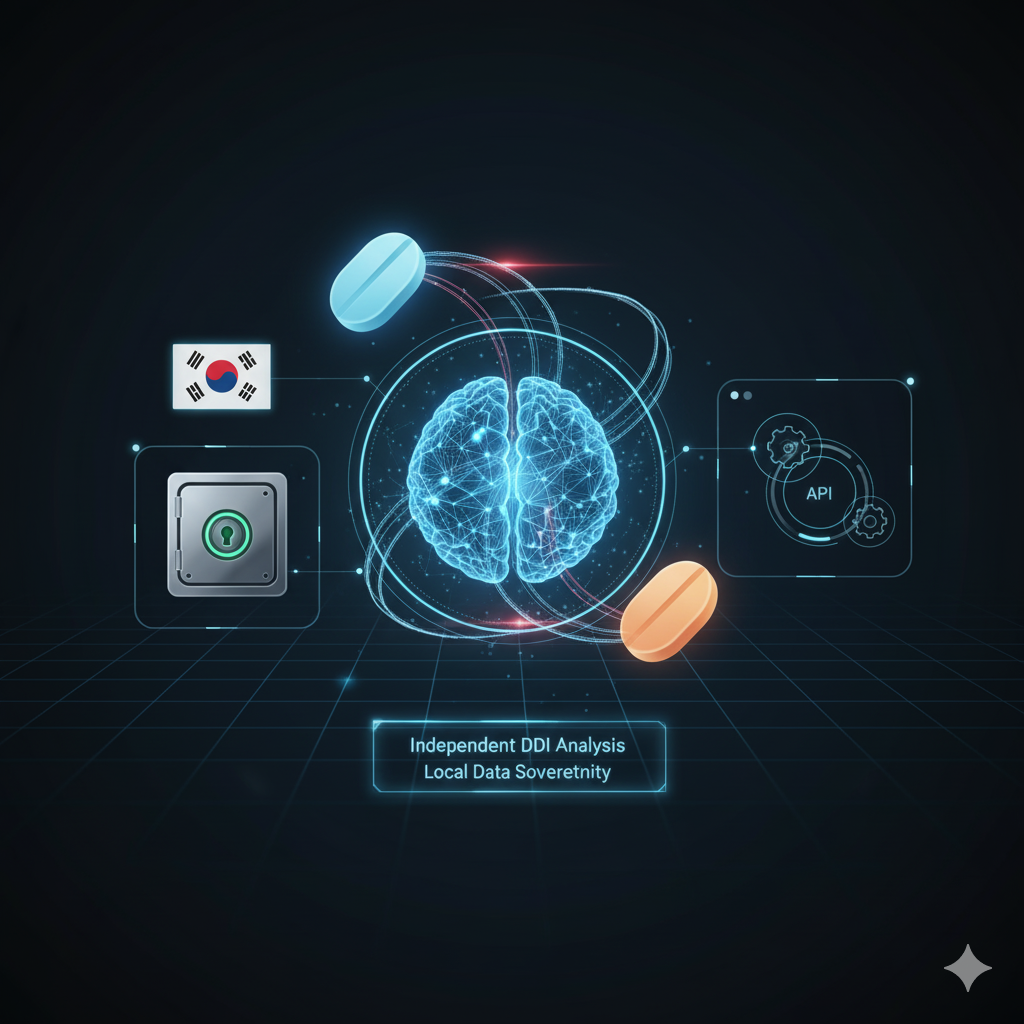 API
Independent DDI Analysis
Local Data Soveretnity